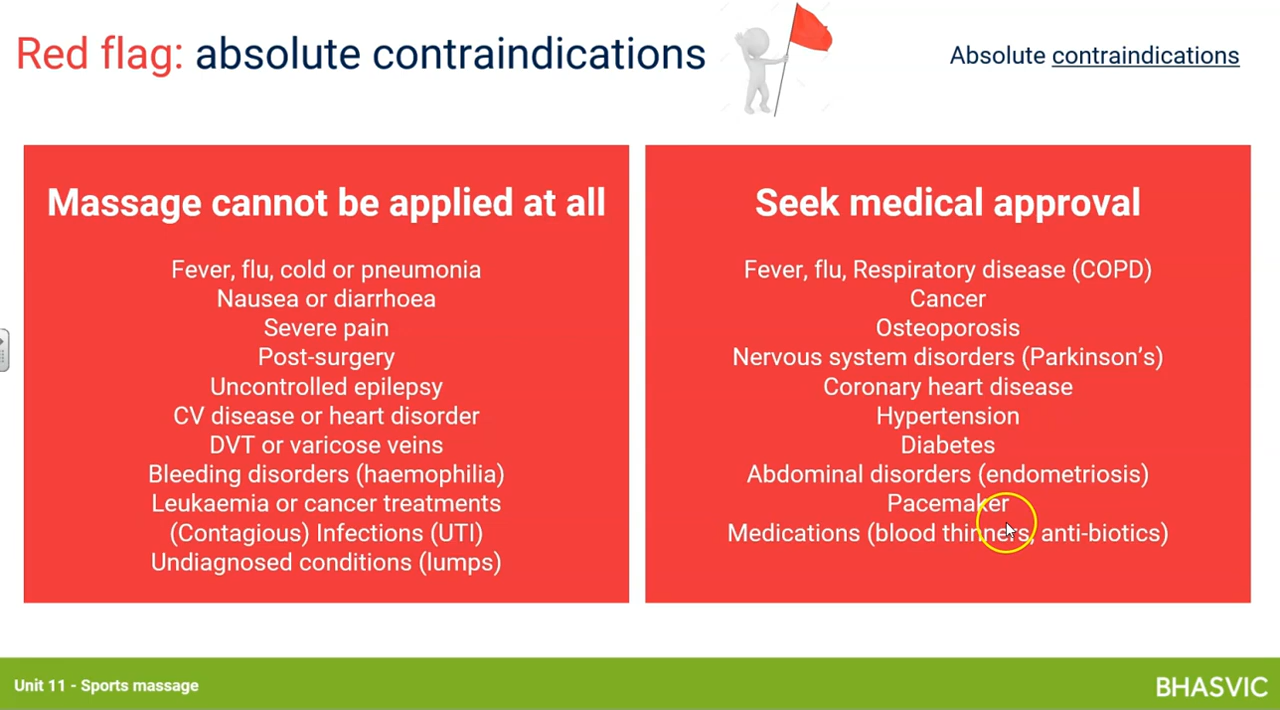 Red flag: absolute contraindications
Absolute contraindications
Massage cannot be applied at all
Fever, flu, cold or pneumonia
Nausea or diarrhoea
Severe pain
Post-surgery
Uncontrolled epilepsy
CV disease or heart disorder
DVT or varicose veins
Bleeding disorders (haemophilia)
Leukaemia or cancer treatments
(Contagious) Infections (UTI)
Undiagnosed conditions (lumps)
Seek medical approval
Fever, flu, Respiratory disease (COPD)
Cancer
Osteoporosis
Nervous system disorders (Parkinson’s)
Coronary heart disease
Hypertension
Diabetes
Abdominal disorders (endometriosis)
Pacemaker
Medications (blood thinners, anti-biotics)
Unit 11 - Sports massage
BHASVIC